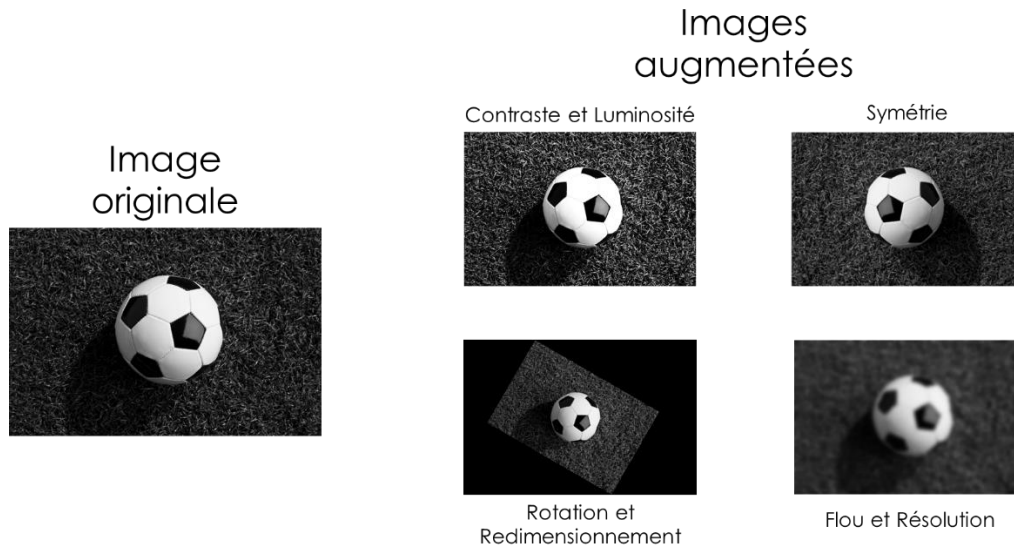 Images
augmentées
Contraste et Luminosité
Symétrie
Image
originale
Rotation et
Redimensionnement
Flou et Résolution